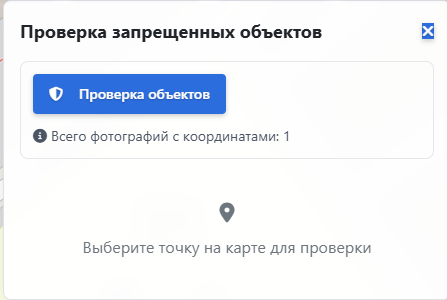 Проверка запрещенных объектов
Проверка объектов
Всего фотографий с координатами: 1
Выберите точку на карте для проверки